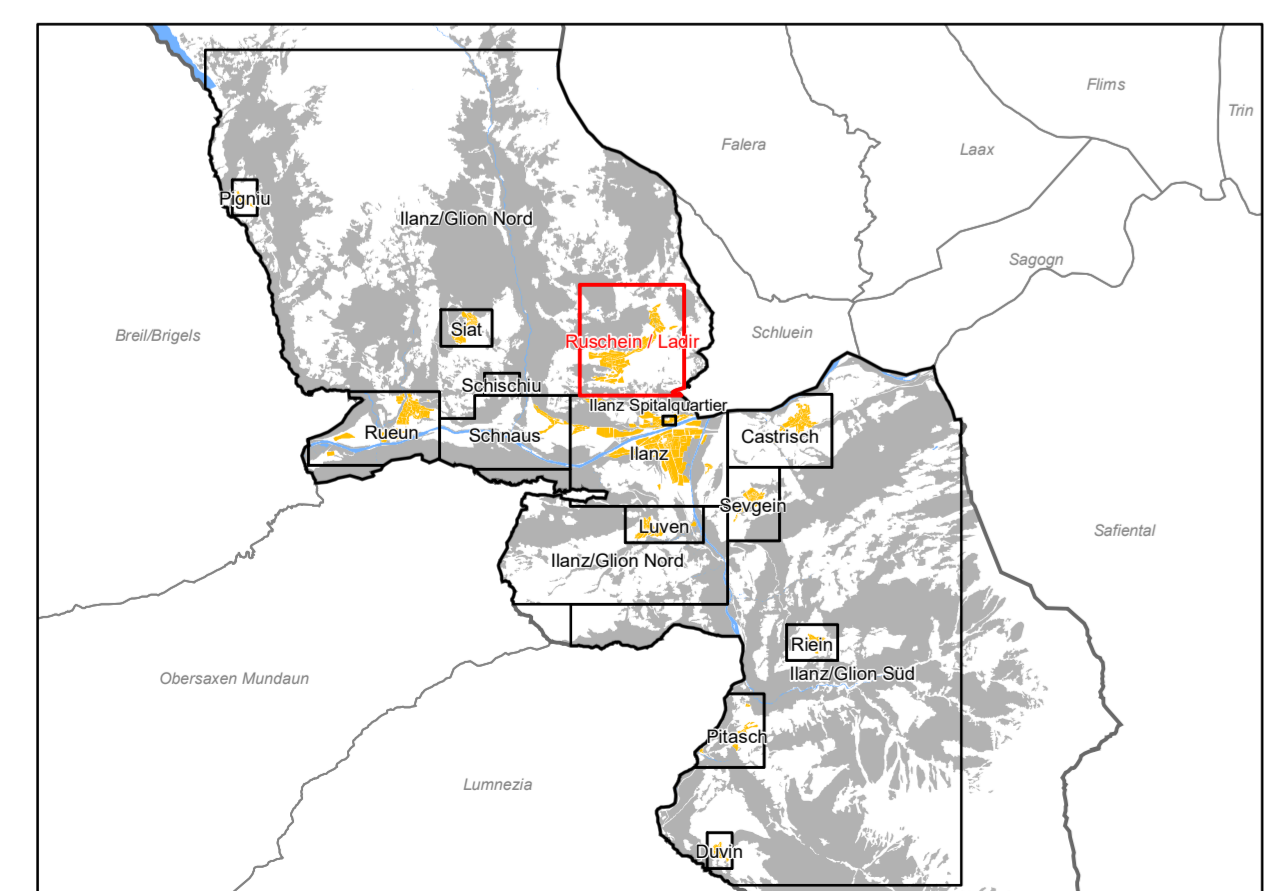 Flims
Trin
Falera
Laax
Pigniu
Ilanz/Glion Nord
Sagogn
Breil/Brigels
Siat
Ruschein / Ladir
Schluein
Schischiu
Ilanz Spitalquartier
Rueun
Schnaus
Castrisch
Ilanz
Sevgein
Luven
Safiental
Ilanz/Glion Nord
Riein
Ilanz/Glion Süd
Obersaxen Mundaun
Pitasch
Lumnezia
Duvin